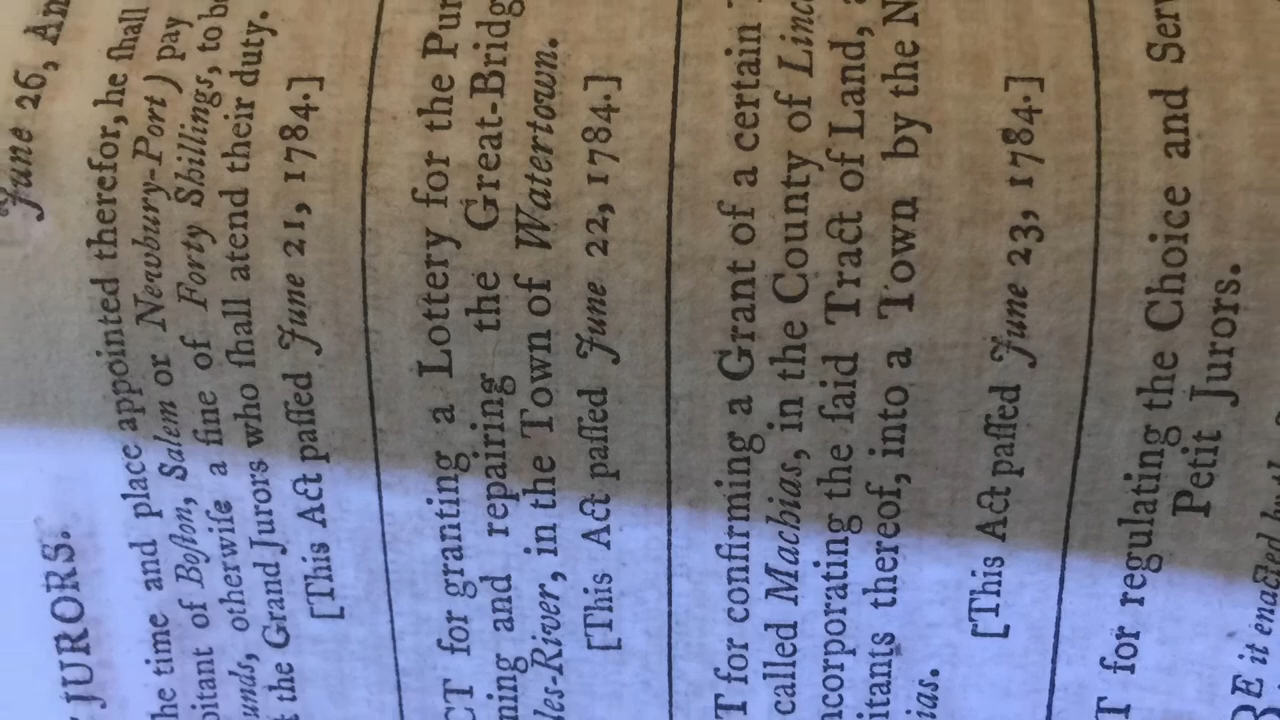 June 26, An
JURORS.
he time and place appointed therefor, he ſhall
bitant of Boſton, Salem or Newbury-Port) pay
unds, otherwiſe a fine of Forty Shillings, to be
t the Grand Jurors who ſhall atend their duty.
[This Act paſſed June 21, 1784.]
CT for granting a Lottery for the Pur
ning and repairing the Great-Bridg
les-River, in the Town of Watertown.
[This Act paſſed June 22, 1784.]
T for confirming a Grant of a certain T
called Machias, in the County of Linc
ncorporating the ſaid Tract of Land, a
itants thereof, into a Town by the N
ias.
[This Act paſſed June 23, 1784.]
T for regulating the Choice and Serv
Petit Jurors.
E it enacted